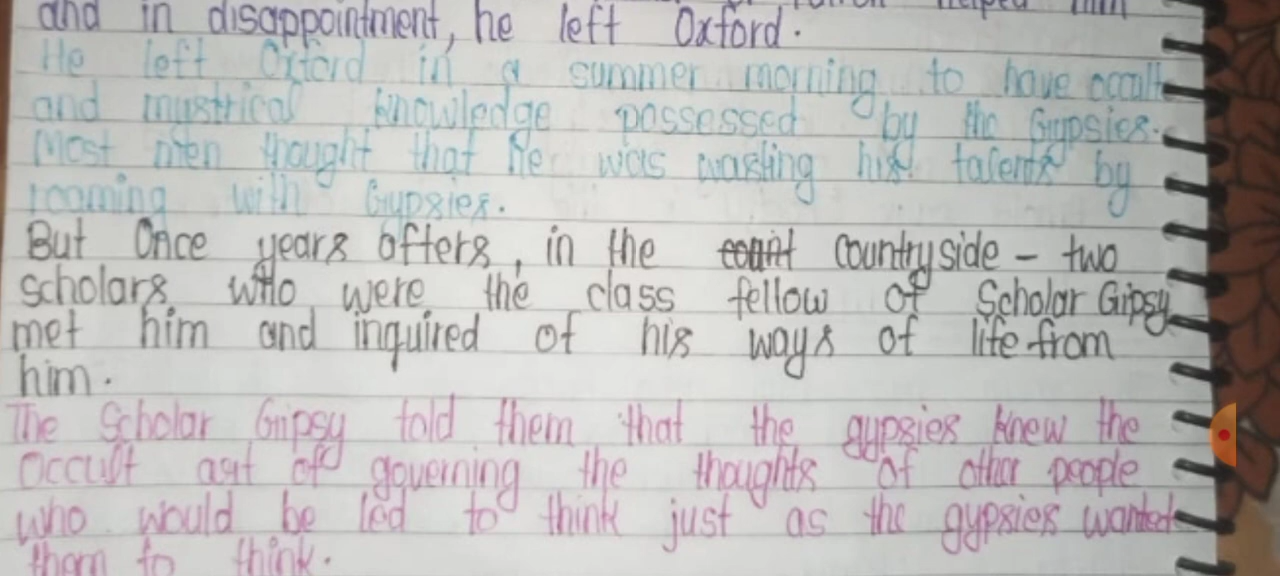 helped him
and in disappointment, he left Oxford.
He left Oxford in a summer morning to have occult
and mystrical knowledge possessed by the Gypsies.
Most men thought that he was wasting his talents by
roaming with Gypsies.
But Once years afters, in the countryside - two
scholars who were the class fellow of Scholar Gipsy
met him and inquired of his ways of life from
him.
The Scholar Gipsy told them that the gypsies knew the
occult art of governing the thoughts of other people
who would be led to think just as the gypsies wanted
them to think.